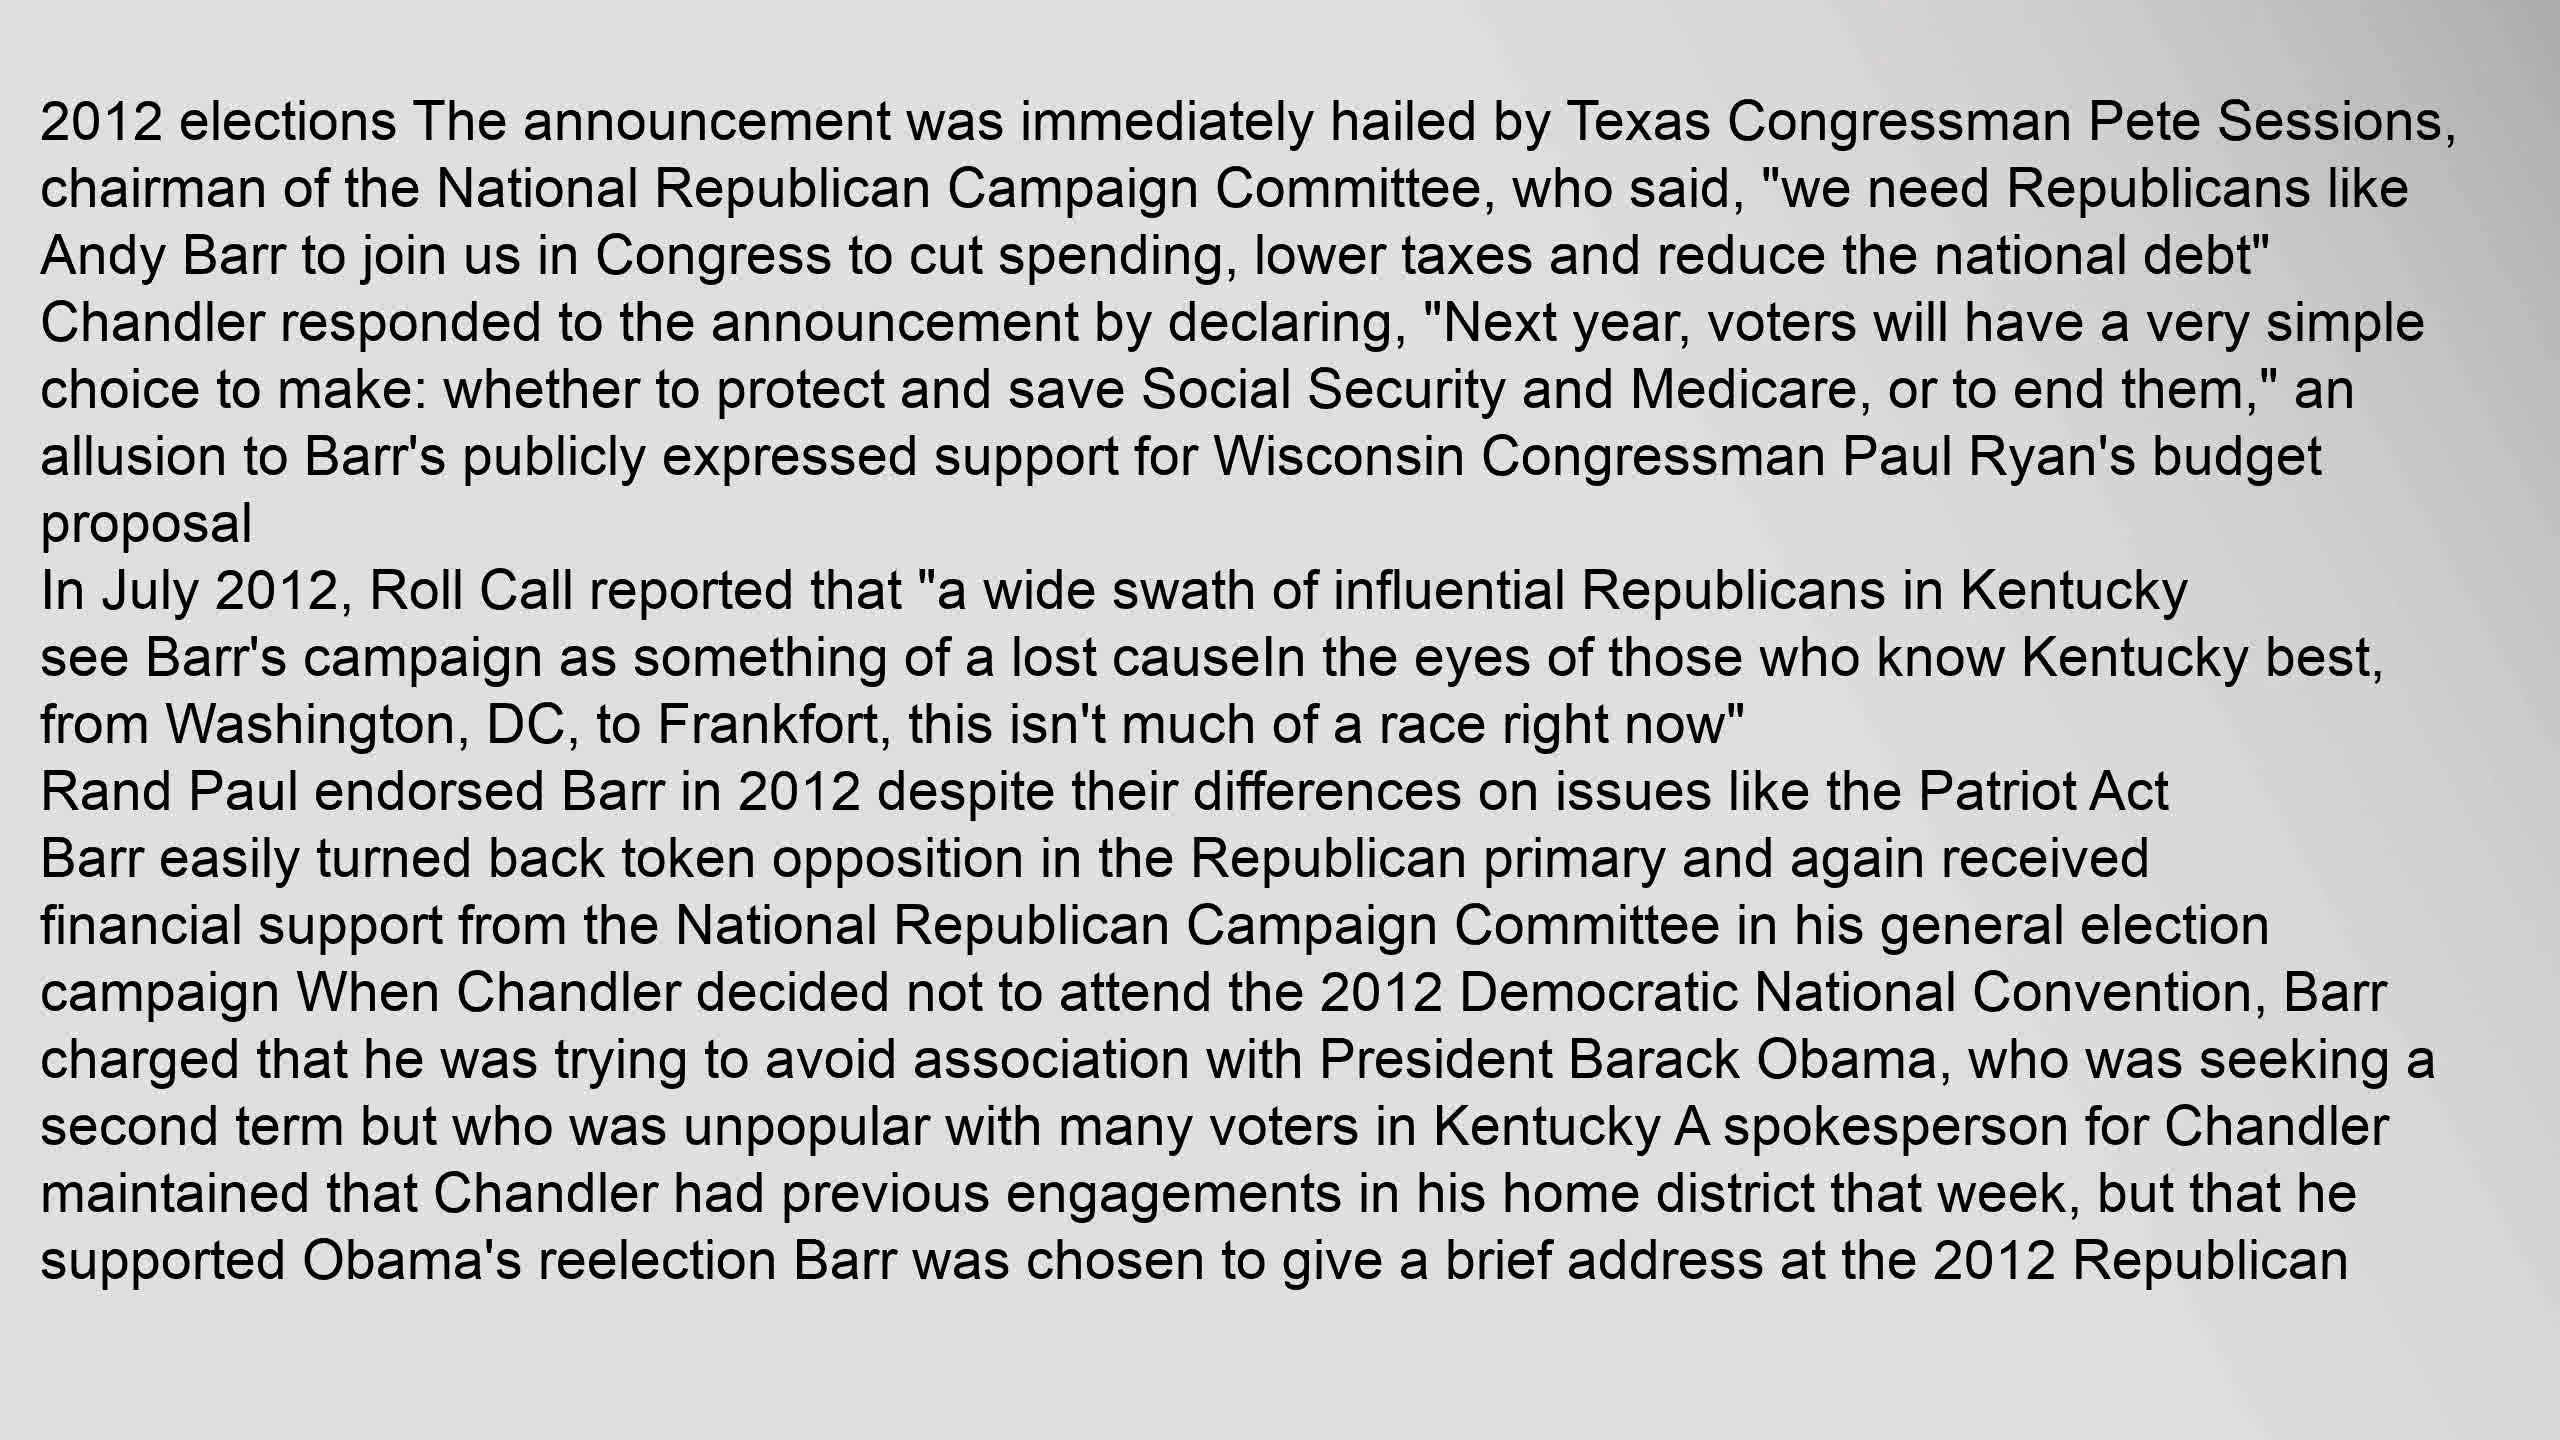 2012 elections The announcement was immediately hailed by Texas Congressman Pete Sessions,
chairman of the National Republican Campaign Committee, who said, "we need Republicans like
Andy Barr to join us in Congress to cut spending, lower taxes and reduce the national debt"
Chandler responded to the announcement by declaring, "Next year, voters will have a very simple
choice to make: whether to protect and save Social Security and Medicare, or to end them," an
allusion to Barr's publicly expressed support for Wisconsin Congressman Paul Ryan's budget
proposal
In July 2012, Roll Call reported that "a wide swath of influential Republicans in Kentucky
see Barr's campaign as something of a lost causeIn the eyes of those who know Kentucky best,
from Washington, DC, to Frankfort, this isn't much of a race right now"
Rand Paul endorsed Barr in 2012 despite their differences on issues like the Patriot Act
Barr easily turned back token opposition in the Republican primary and again received
financial support from the National Republican Campaign Committee in his general election
campaign When Chandler decided not to attend the 2012 Democratic National Convention, Barr
charged that he was trying to avoid association with President Barack Obama, who was seeking a
second term but who was unpopular with many voters in Kentucky A spokesperson for Chandler
maintained that Chandler had previous engagements in his home district that week, but that he
supported Obama's reelection Barr was chosen to give a brief address at the 2012 Republican